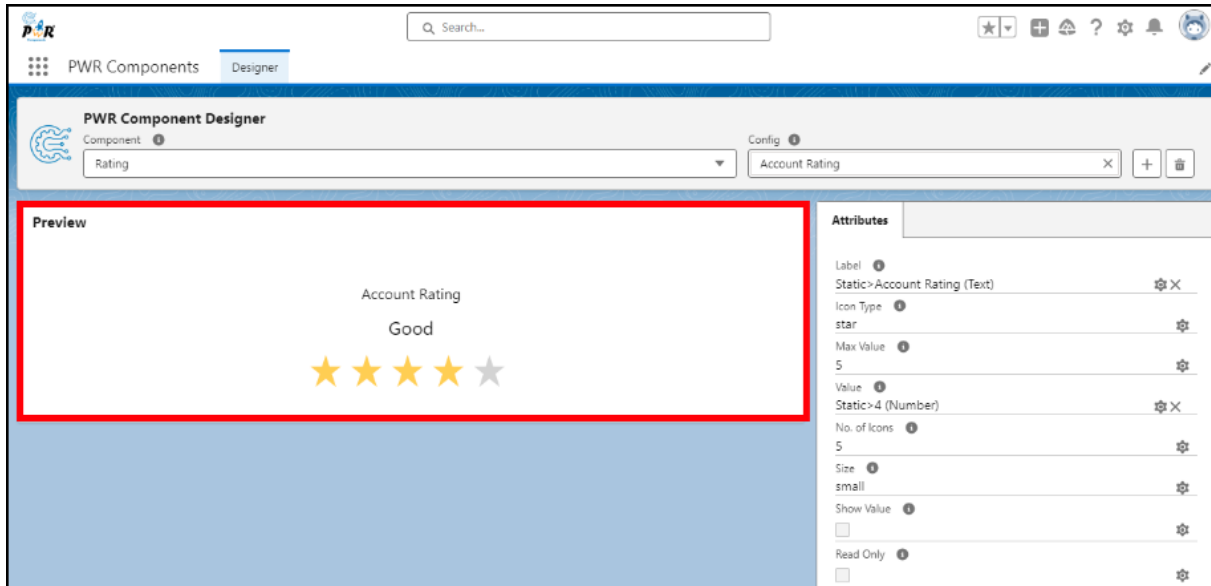 PWR
Search...
PWR Components
Designer
PWR Component Designer
Component
Rating
Config
Account Rating
Preview
Account Rating
Good
Attributes
Label
Static>Account Rating (Text)
Icon Type
star
Max Value
5
Value
Static>4 (Number)
No. of Icons
5
Size
small
Show Value
Read Only